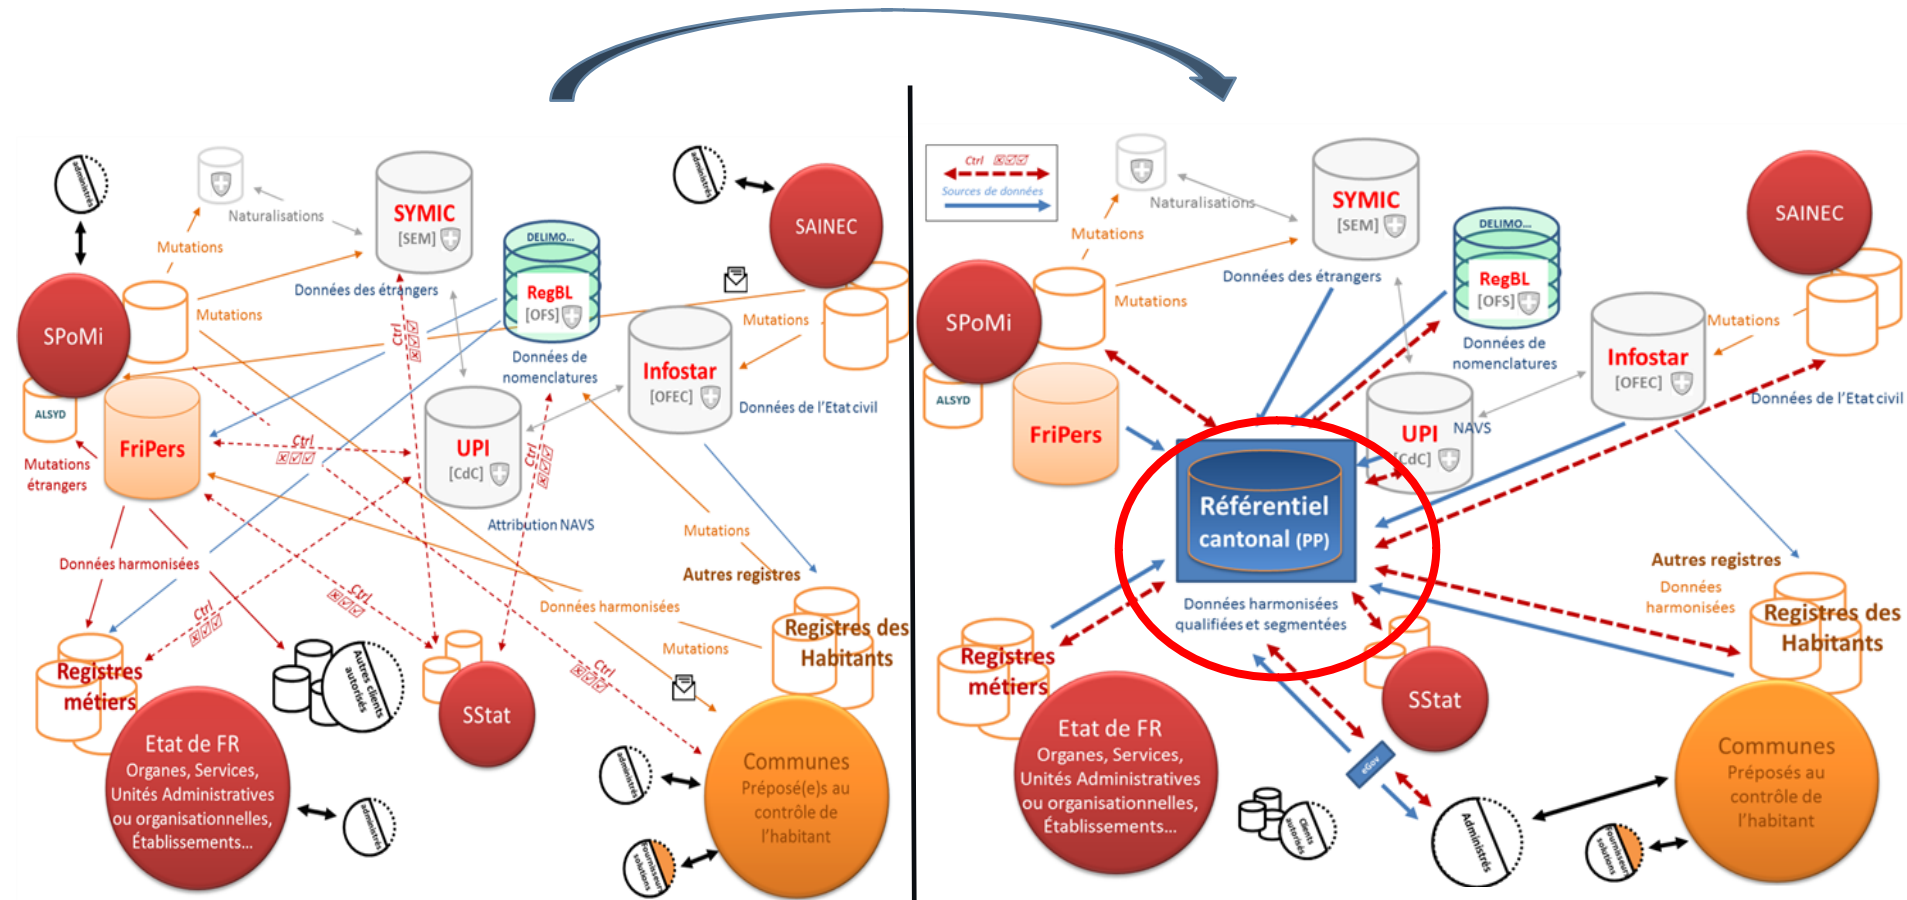 administrés
Naturalisations
Mutations
SYMIC
[SEM]
Données des étrangers
DELIMO...
RegBL
[OFS]
Données de
nomenclatures
administrés
SAINEC
Mutations
SPoMi
Mutations
ALSYD
FriPers
Mutations
étrangers
Ctrl
Ctrl
UPI
[CdC]
Attribution NAVS
Ctrl
Infostar
[OFEC]
Données de l'Etat civil
Mutations
Autres registres
Données harmonisées
Mutations
Registres des
Habitants
Données harmonisées
Ctrl
Ctrl
Ctrl
Registres
métiers
Autres clients
autorisés
SStat
Etat de FR
Organes, Services,
Unités Administratives
ou organisationnelles,
Établissements...
administrés
administrés
Communes
Préposé(e)s au
contrôle de
l'habitant
Fournisseurs
solutions
Ctrl
Sources de données
Naturalisations
Mutations
Mutations
SYMIC
[SEM]
Données des étrangers
DELIMO...
RegBL
[OFS]
Données de
nomenclatures
SAINEC
Mutations
Infostar
[OFEC]
Données de l'Etat civil
SPoMi
ALSYD
FriPers
UPI
[CdC]
NAVS
Référentiel
cantonal (PP)
Données harmonisées
qualifiées et segmentées
Autres registres
Données
harmonisées
Registres des
Habitants
Registres
métiers
SStat
Etat de FR
Organes, Services,
Unités Administratives
ou organisationnelles,
Établissements...
eGov
Clients
autorisés
Administrés
Communes
Préposés au
contrôle de
l'habitant
Fournisseurs
solutions